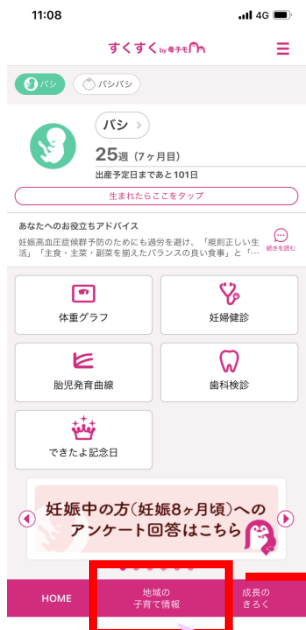 11:08
4G
すくすく by 母子モ
バシ
バシバシ
バシ
25週（7ヶ月目）
出産予定日まであと101日
生まれたらここをタップ
あなたへのお役立ちアドバイス
妊娠高血圧症候群予防のためにも過労を避け、「規則正しい生
活」「主食・主菜・副菜を揃えたバランスの良い食事」と「…
続きを読む
体重グラフ
妊婦健診
胎児発育曲線
歯科検診
できたよ記念日
妊娠中の方（妊娠8ヶ月頃）への
アンケート回答はこちら
HOME
地域の
子育て情報
成長の
きろく